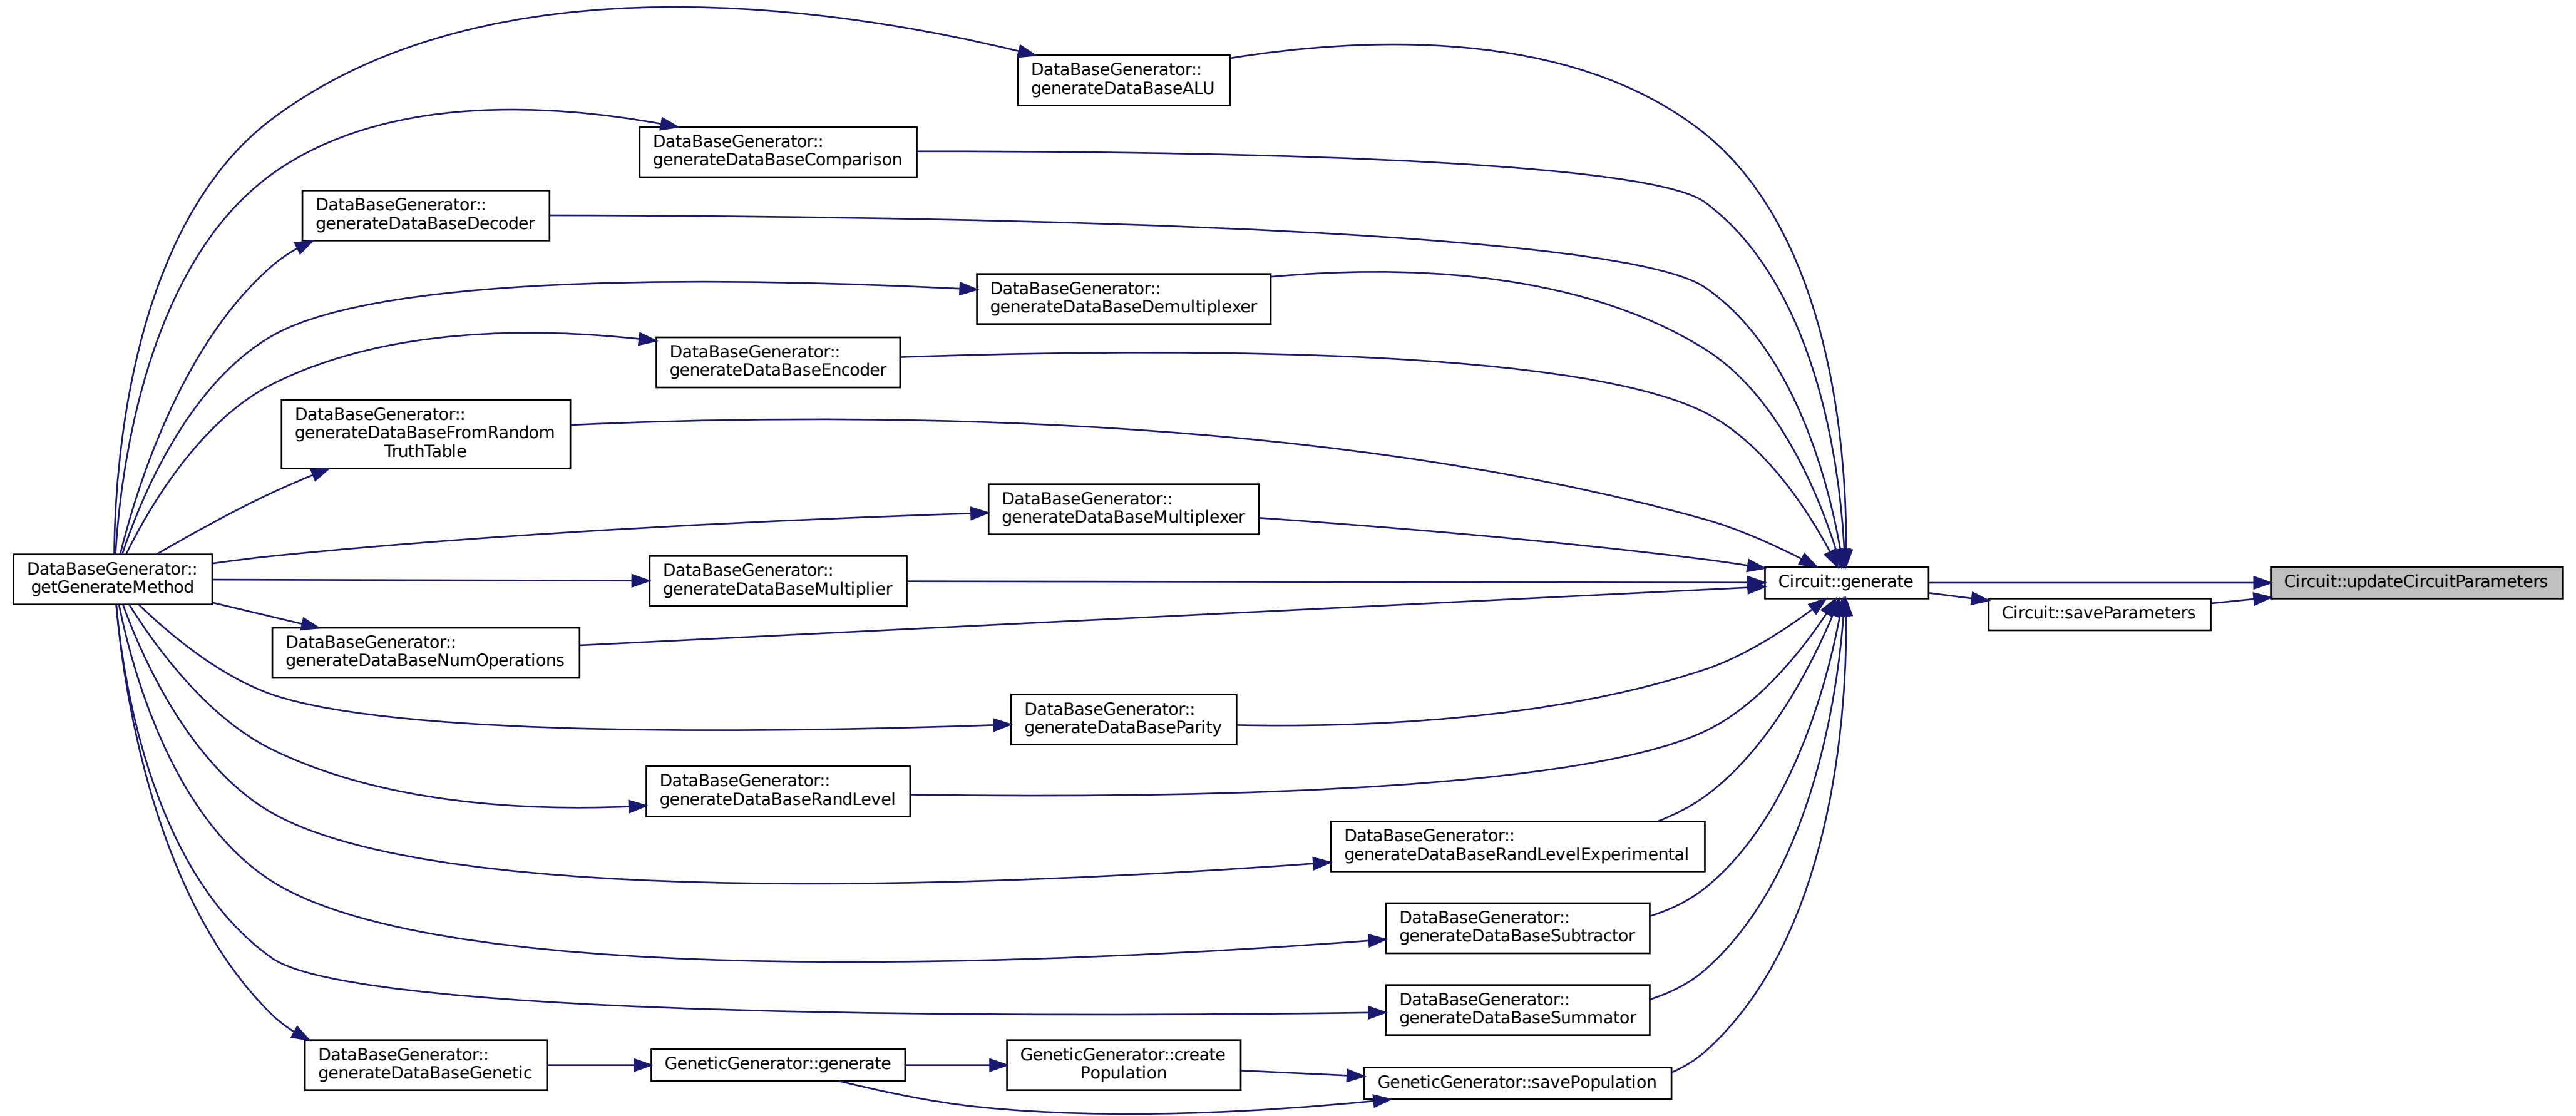 DataBaseGenerator::
generateDataBaseALU
DataBaseGenerator::
generateDataBaseComparison
DataBaseGenerator::
generateDataBaseDecoder
DataBaseGenerator::
generateDataBaseDemultiplexer
DataBaseGenerator::
generateDataBaseEncoder
DataBaseGenerator::
generateDataBaseFromRandom
TruthTable
DataBaseGenerator::
generateDataBaseMultiplexer
DataBaseGenerator::
getGenerateMethod
DataBaseGenerator::
generateDataBaseMultiplier
Circuit::generate
Circuit::updateCircuitParameters
Circuit::saveParameters
DataBaseGenerator::
generateDataBaseNumOperations
DataBaseGenerator::
generateDataBaseParity
DataBaseGenerator::
generateDataBaseRandLevel
DataBaseGenerator::
generateDataBaseRandLevelExperimental
DataBaseGenerator::
generateDataBaseSubtractor
DataBaseGenerator::
generateDataBaseSummator
DataBaseGenerator::
generateDataBaseGenetic
GeneticGenerator::generate
GeneticGenerator::create
Population
GeneticGenerator::savePopulation